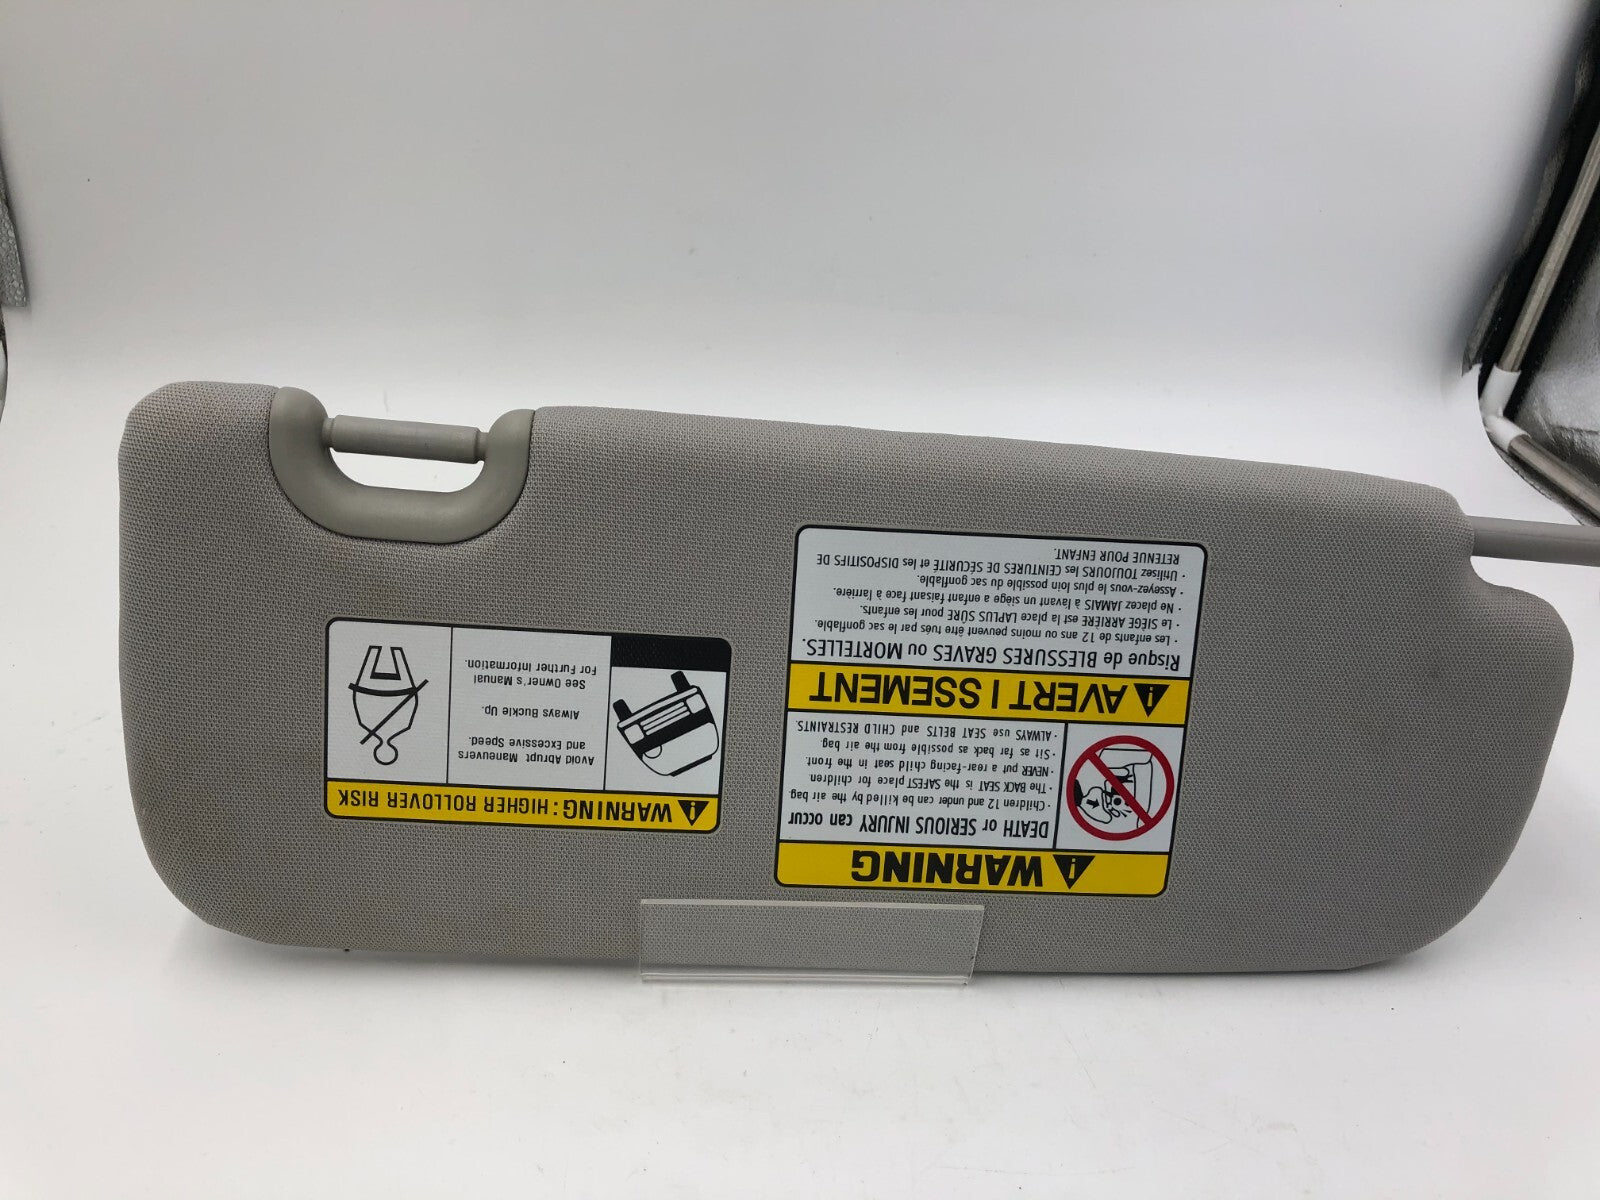 WARNING
DEATH or SERIOUS INJURY can occur
· Children 12 and under can be killed by the air bag.
· The BACK SEAT is the SAFEST place for children.
· NEVER put a rear-facing child seat in the front.
· Sit as far back as possible from the air bag.
· ALWAYS use SEAT BELTS and CHILD RESTRAINTS.
AVERTISSEMENT
Risque de BLESSURES GRAVES ou MORTELLES.
· Les enfants de 12 ans ou moins peuvent être tués par le sac gonflable.
· Le SIÈGE ARRIÈRE est la place LAPLUS SÛRE pour les enfants.
· Ne placez JAMAIS à lavant un siège a enfant faisant face à larrière.
· Asseyez-vous le plus loin possible du sac gonflable.
· Utilisez TOUJOURS les CEINTURES DE SÉCURITÉ et les DISPOSITIFS DE
RETENUE POUR ENFANT.
WARNING : HIGHER ROLLOVER RISK
Avoid Abrupt Maneuvers
and Excessive Speed.
Always Buckle Up.
See Owner's Manual
For Further Information.